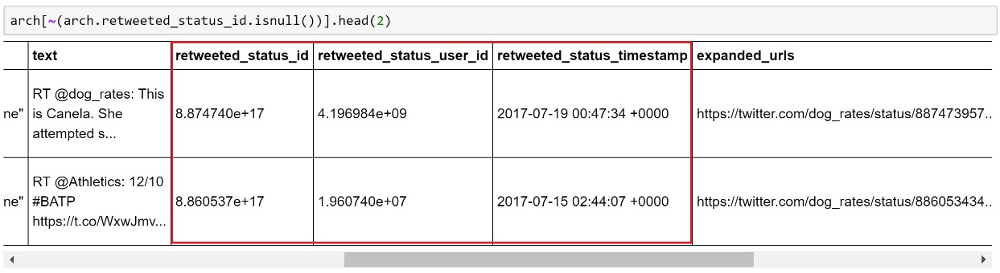 arch[~(arch.retweeted_status_id.isnull())].head(2)
text retweeted_status_id retweeted_status_user_id retweeted_status_timestamp expanded_urls
RT @dog_rates: This
ne" is Canela. She 8.874740e+17 4.196984e+09 2017-07-19 00:47:34 +0000 https://twitter.com/dog_rates/status/887473957..
attempted s...
RT @Athletics: 12/10
ne" #BATP 8.860537e+17 1.960740e+07 2017-07-15 02:44:07 +0000 https://twitter.com/dog_rates/status/886053434..
https://t.co/WxwJmv...